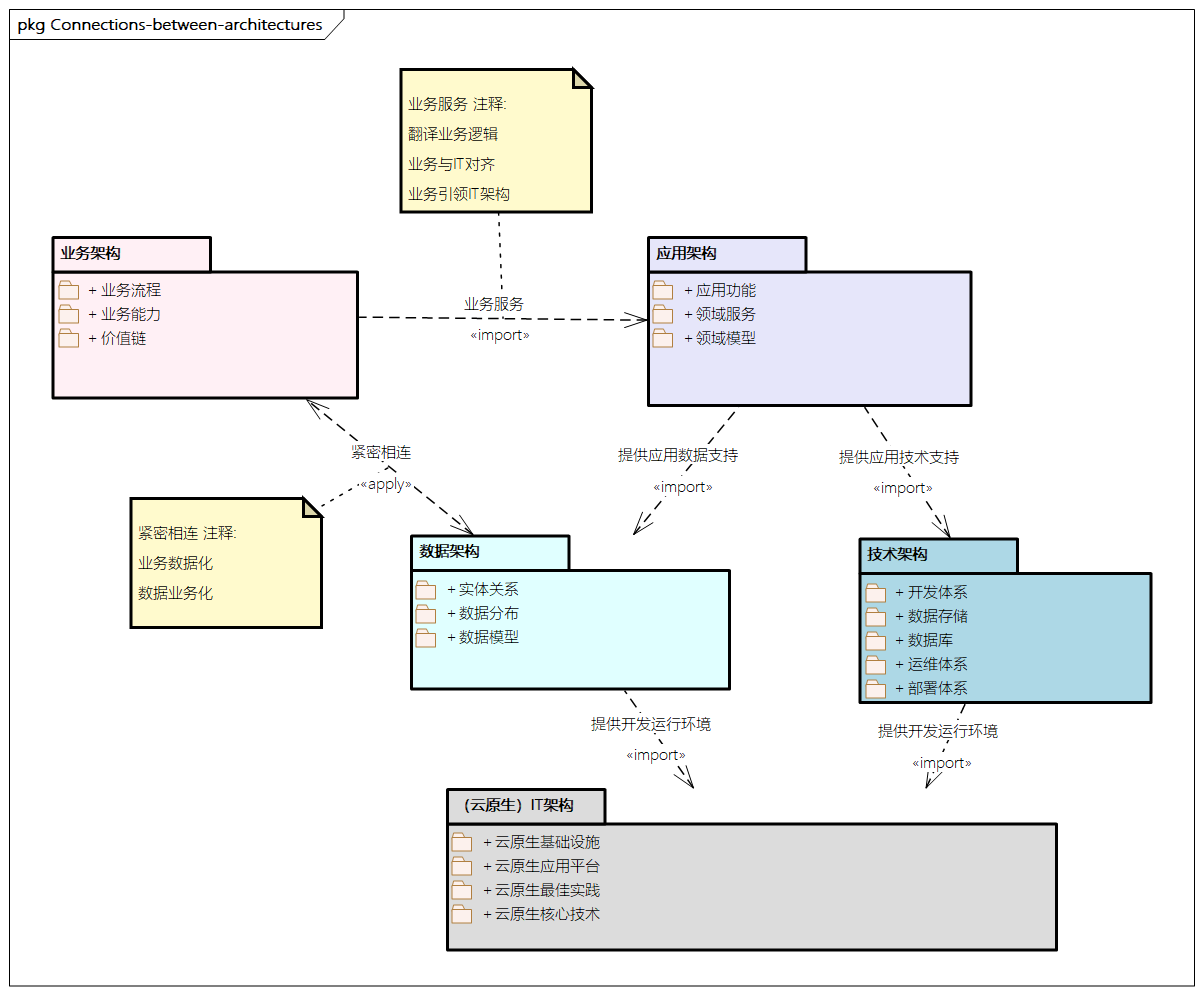 pkg Connections-between-architectures
业务服务 注释:
翻译业务逻辑
业务与IT对齐
业务引领IT架构
业务架构
+ 业务流程
+ 业务能力
+ 价值链
业务服务
«import»
应用架构
+ 应用功能
+ 领域服务
+ 领域模型
紧密相连
«apply»
提供应用数据支持
«import»
提供应用技术支持
«import»
紧密相连 注释:
业务数据化
数据业务化
数据架构
+ 实体关系
+ 数据分布
+ 数据模型
技术架构
+ 开发体系
+ 数据存储
+ 数据库
+ 运维体系
+ 部署体系
提供开发运行环境
«import»
提供开发运行环境
«import»
（云原生）IT架构
+ 云原生基础设施
+ 云原生应用平台
+ 云原生最佳实践
+ 云原生核心技术